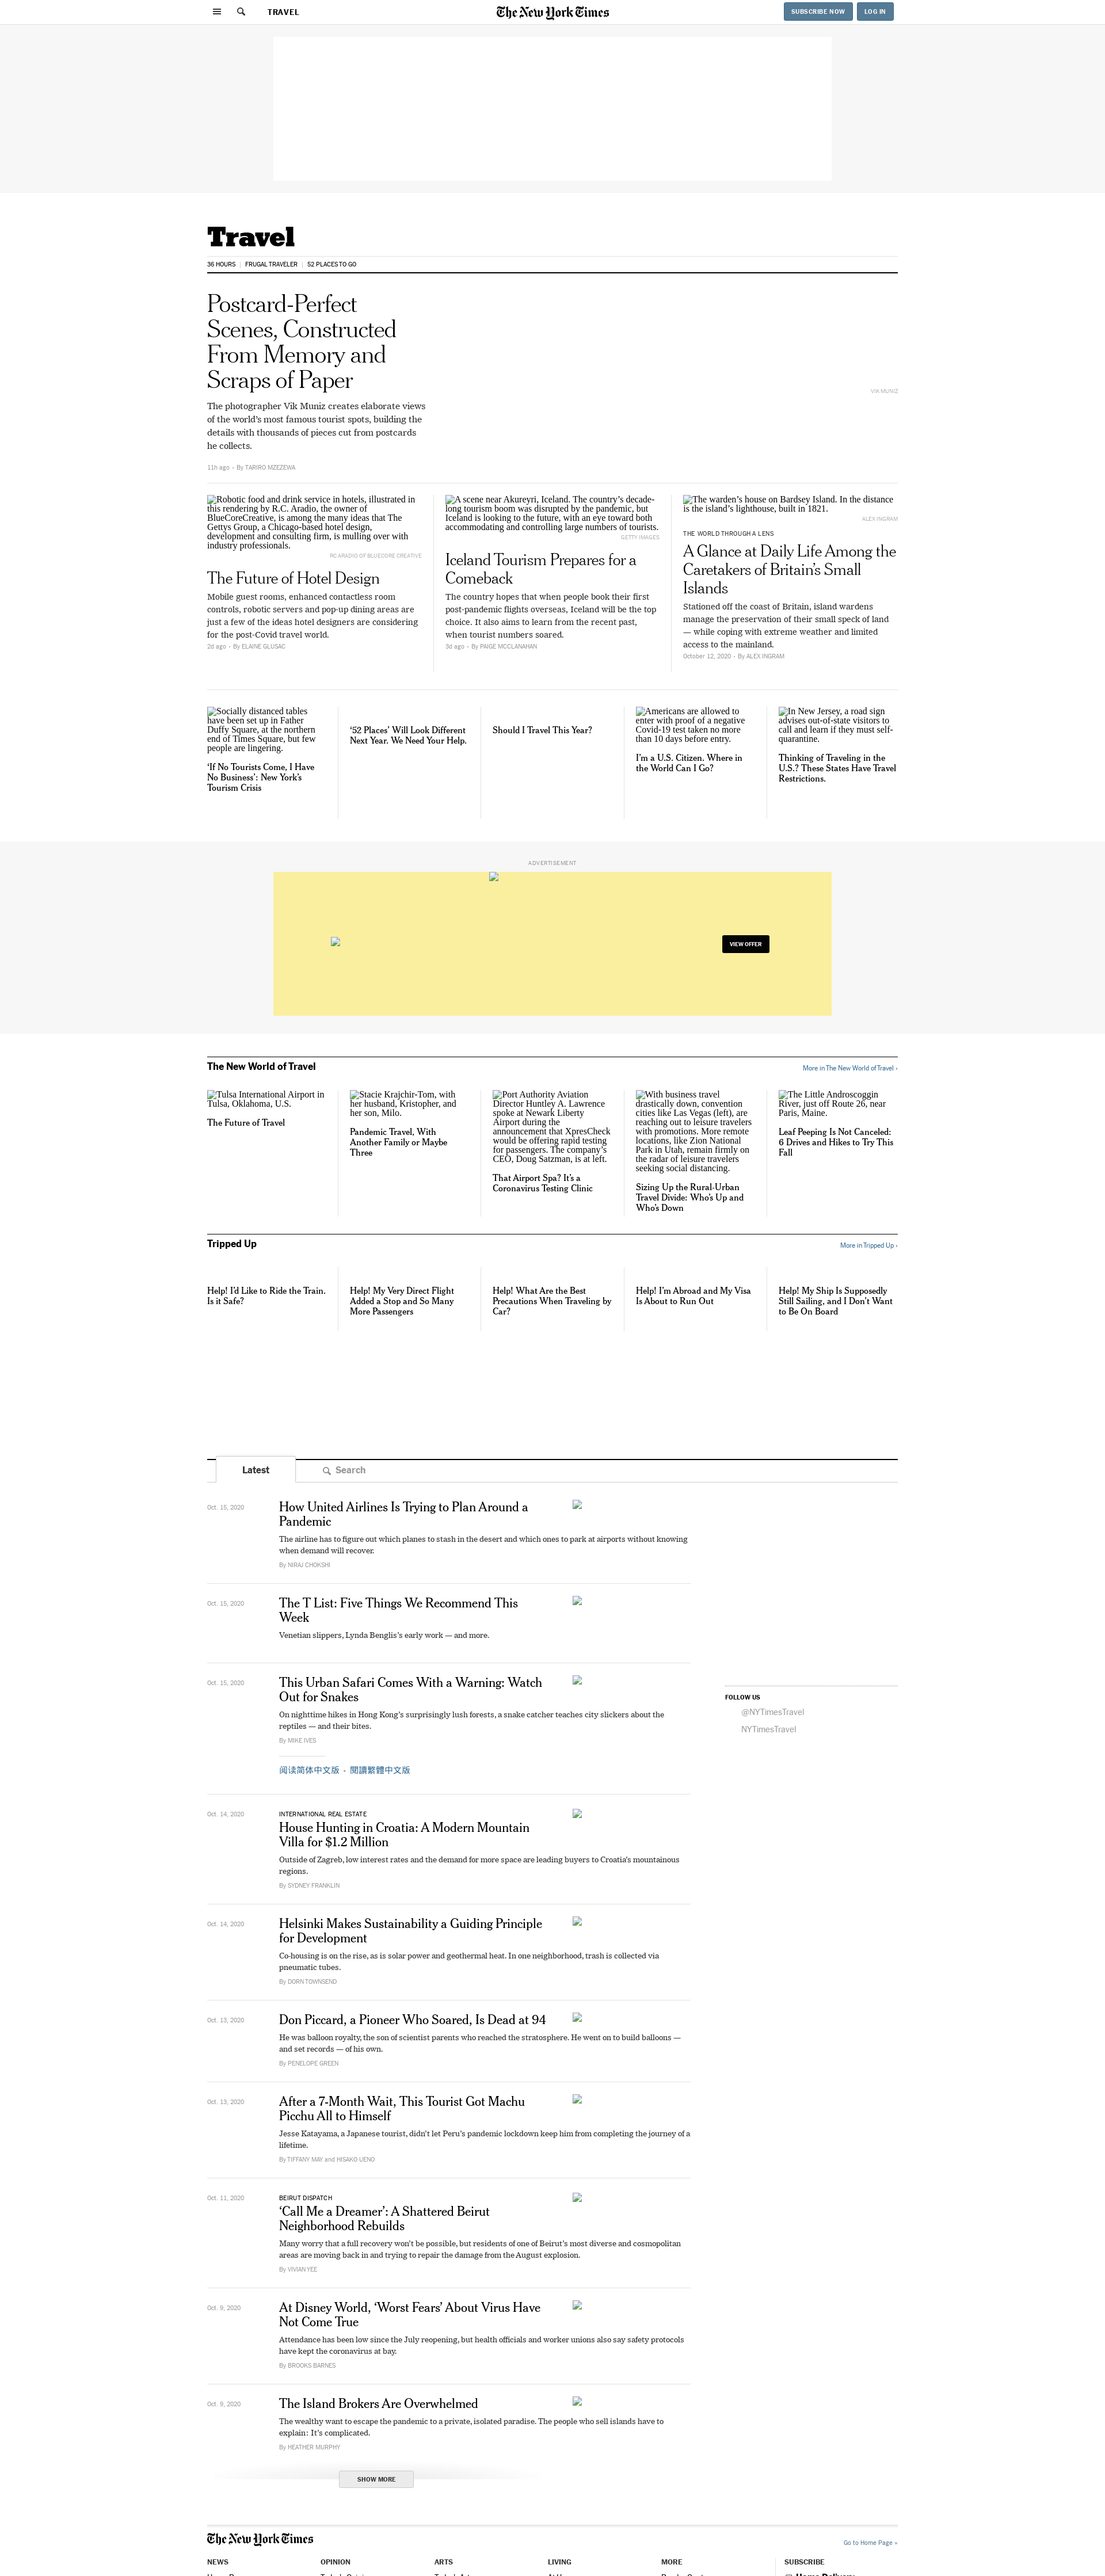 TRAVEL
The New York Times
SUBSCRIBE NOW
LOG IN
Travel
36 HOURS
FRUGAL TRAVELER
52 PLACES TO GO
Postcard-Perfect
Scenes, Constructed
From Memory and
Scraps of Paper
The photographer Vik Muniz creates elaborate views
of the world's most famous tourist spots, building the
details with thousands of pieces cut from postcards
he collects.
11h ago · By TARIRO MZEZEWA
VIK MUNIZ
Robotic food and drink service in hotels, illustrated in
this rendering by R.C. Aradio, the owner of
BlueCoreCreative, is among the many ideas that The
Gettys Group, a Chicago-based hotel design,
development and consulting firm, is mulling over with
industry professionals.
RC ARADIO OF BLUECORE CREATIVE
The Future of Hotel Design
Mobile guest rooms, enhanced contactless room
controls, robotic servers and pop-up dining areas are
just a few of the ideas hotel designers are considering
for the post-Covid travel world.
2d ago · By ELAINE GLUSAC
A scene near Akureyri, Iceland. The country's decade-
long tourism boom was disrupted by the pandemic, but
Iceland is looking to the future, with an eye toward both
accommodating and controlling large numbers of tourists.
GETTY IMAGES
Iceland Tourism Prepares for a
Comeback
The country hopes that when people book their first
post-pandemic flights overseas, Iceland will be the top
choice. It also aims to learn from the recent past,
when tourist numbers soared.
3d ago · By PAIGE MCCLANAHAN
The warden's house on Bardsey Island. In the distance
is the island's lighthouse, built in 1821.
ALEX INGRAM
THE WORLD THROUGH A LENS
A Glance at Daily Life Among the
Caretakers of Britain's Small
Islands
Stationed off the coast of Britain, island wardens
manage the preservation of their small speck of land
— while coping with extreme weather and limited
access to the mainland.
October 12, 2020 · By ALEX INGRAM
Socially distanced tables
have been set up in Father
Duffy Square, at the northern
end of Times Square, but few
people are lingering.
'If No Tourists Come, I Have
No Business': New York's
Tourism Crisis
'52 Places' Will Look Different
Next Year. We Need Your Help.
Should I Travel This Year?
Americans are allowed to
enter with proof of a negative
Covid-19 test taken no more
than 10 days before entry.
I'm a U.S. Citizen. Where in
the World Can I Go?
In New Jersey, a road sign
advises out-of-state visitors to
call and learn if they must self-
quarantine.
Thinking of Traveling in the
U.S.? These States Have Travel
Restrictions.
ADVERTISEMENT
VIEW OFFER
The New World of Travel
More in The New World of Travel ›
Tulsa International Airport in
Tulsa, Oklahoma, U.S.
The Future of Travel
Stacie Krajchir-Tom, with
her husband, Kristopher, and
her son, Milo.
Pandemic Travel, With
Another Family or Maybe
Three
Port Authority Aviation
Director Huntley A. Lawrence
spoke at Newark Liberty
Airport during the
announcement that XpresCheck
would be offering rapid testing
for passengers. The company's
CEO, Doug Satzman, is at left.
That Airport Spa? It's a
Coronavirus Testing Clinic
With business travel
drastically down, convention
cities like Las Vegas (left), are
reaching out to leisure travelers
with promotions. More remote
locations, like Zion National
Park in Utah, remain firmly on
the radar of leisure travelers
seeking social distancing.
Sizing Up the Rural-Urban
Travel Divide: Who's Up and
Who's Down
The Little Androscoggin
River, just off Route 26, near
Paris, Maine.
Leaf Peeping Is Not Canceled:
6 Drives and Hikes to Try This
Fall
Tripped Up
More in Tripped Up ›
Help! I'd Like to Ride the Train.
Is it Safe?
Help! My Very Direct Flight
Added a Stop and So Many
More Passengers
Help! What Are the Best
Precautions When Traveling by
Car?
Help! I'm Abroad and My Visa
Is About to Run Out
Help! My Ship Is Supposedly
Still Sailing, and I Don't Want
to Be On Board
Latest
Search
Oct. 15, 2020
How United Airlines Is Trying to Plan Around a
Pandemic
The airline has to figure out which planes to stash in the desert and which ones to park at airports without knowing
when demand will recover.
By NIRAJ CHOKSHI
Oct. 15, 2020
The T List: Five Things We Recommend This
Week
Venetian slippers, Lynda Benglis's early work — and more.
Oct. 15, 2020
This Urban Safari Comes With a Warning: Watch
Out for Snakes
On nighttime hikes in Hong Kong's surprisingly lush forests, a snake catcher teaches city slickers about the
reptiles — and their bites.
By MIKE IVES
阅读简体中文版 · 閱讀繁體中文版
FOLLOW US
@NYTimesTravel
NYTimesTravel
Oct. 14, 2020
INTERNATIONAL REAL ESTATE
House Hunting in Croatia: A Modern Mountain
Villa for $1.2 Million
Outside of Zagreb, low interest rates and the demand for more space are leading buyers to Croatia's mountainous
regions.
By SYDNEY FRANKLIN
Oct. 14, 2020
Helsinki Makes Sustainability a Guiding Principle
for Development
Co-housing is on the rise, as is solar power and geothermal heat. In one neighborhood, trash is collected via
pneumatic tubes.
By DORN TOWNSEND
Oct. 13, 2020
Don Piccard, a Pioneer Who Soared, Is Dead at 94
He was balloon royalty, the son of scientist parents who reached the stratosphere. He went on to build balloons —
and set records — of his own.
By PENELOPE GREEN
Oct. 13, 2020
After a 7-Month Wait, This Tourist Got Machu
Picchu All to Himself
Jesse Katayama, a Japanese tourist, didn't let Peru's pandemic lockdown keep him from completing the journey of a
lifetime.
By TIFFANY MAY and HISAKO UENO
Oct. 11, 2020
BEIRUT DISPATCH
'Call Me a Dreamer': A Shattered Beirut
Neighborhood Rebuilds
Many worry that a full recovery won't be possible, but residents of one of Beirut's most diverse and cosmopolitan
areas are moving back in and trying to repair the damage from the August explosion.
By VIVIAN YEE
Oct. 9, 2020
At Disney World, 'Worst Fears' About Virus Have
Not Come True
Attendance has been low since the July reopening, but health officials and worker unions also say safety protocols
have kept the coronavirus at bay.
By BROOKS BARNES
Oct. 9, 2020
The Island Brokers Are Overwhelmed
The wealthy want to escape the pandemic to a private, isolated paradise. The people who sell islands have to
explain: It's complicated.
By HEATHER MURPHY
SHOW MORE
The New York Times
Go to Home Page »
NEWS
OPINION
ARTS
LIVING
MORE
SUBSCRIBE